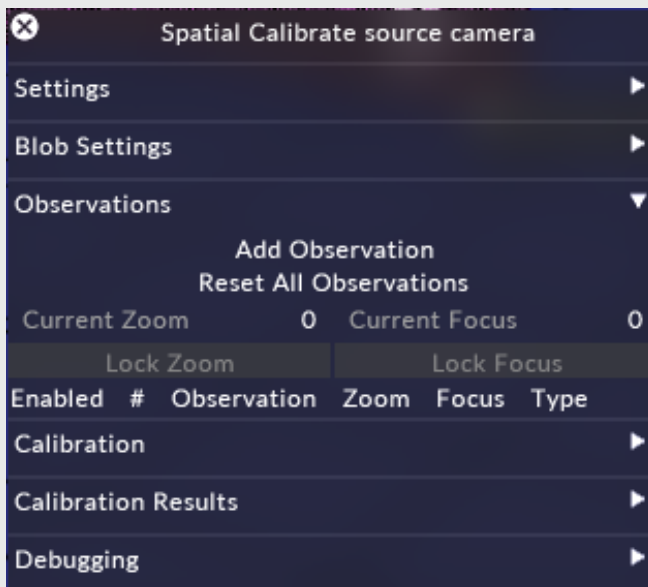 Spatial Calibrate source camera
Settings
Blob Settings
Observations
Add Observation
Reset All Observations
Current Zoom 0 Current Focus 0
Lock Zoom Lock Focus
Enabled # Observation Zoom Focus Type
Calibration
Calibration Results
Debugging